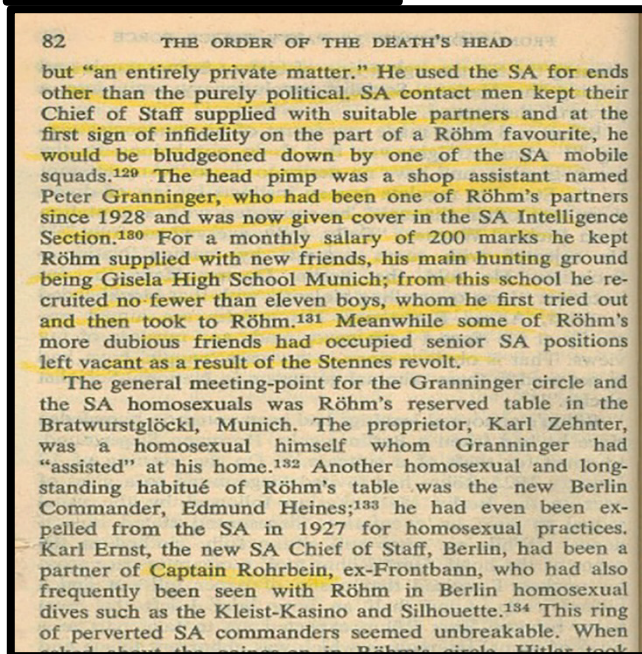 82 THE ORDER OF THE DEATH'S HEAD
but "an entirely private matter." He used the SA for ends
other than the purely political. SA contact men kept their
Chief of Staff supplied with suitable partners and at the
first sign of infidelity on the part of a Röhm favourite, he
would be bludgeoned down by one of the SA mobile
squads.¹²⁹ The head pimp was a shop assistant named
Peter Granninger, who had been one of Röhm's partners
since 1928 and was now given cover in the SA Intelligence
Section.¹³⁰ For a monthly salary of 200 marks he kept
Röhm supplied with new friends, his main hunting ground
being Gisela High School Munich; from this school he re-
cruited no fewer than eleven boys, whom he first tried out
and then took to Röhm.¹³¹ Meanwhile some of Röhm's
more dubious friends had occupied senior SA positions
left vacant as a result of the Stennes revolt.
The general meeting-point for the Granninger circle and
the SA homosexuals was Röhm's reserved table in the
Bratwurstglöckl, Munich. The proprietor, Karl Zehnter,
was a homosexual himself whom Granninger had
"assisted" at his home.¹³² Another homosexual and long-
standing habitué of Röhm's table was the new Berlin
Commander, Edmund Heines;¹³³ he had even been ex-
pelled from the SA in 1927 for homosexual practices.
Karl Ernst, the new SA Chief of Staff, Berlin, had been a
partner of Captain Rohrbein, ex-Frontbann, who had also
frequently been seen with Röhm in Berlin homosexual
dives such as the Kleist-Kasino and Silhouette.¹³⁴ This ring
of perverted SA commanders seemed unbreakable. When
asked about the goings-on in Röhm's circle, Hitler took